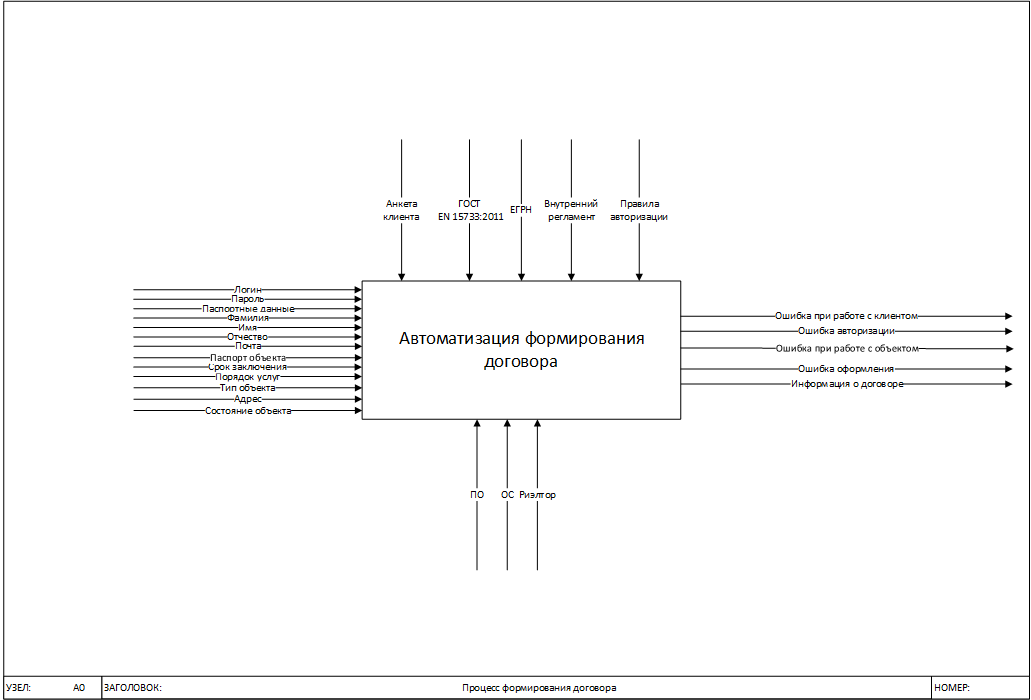 Анкета
клиента
ГОСТ
EN 15733:2011
ЕГРН
Внутренний
регламент
Правила
авторизации
Логин
Пароль
Паспортные данные
Фамилия
Имя
Отчество
Почта
Паспорт объекта
Срок заключения
Порядок услуг
Тип объекта
Адрес
Состояние объекта
Автоматизация формирования
договора
Ошибка при работе с клиентом
Ошибка авторизации
Ошибка при работе с объектом
Ошибка оформления
Информация о договоре
ПО
ОС
Риэлтор
УЗЕЛ: A0
ЗАГОЛОВОК: Процесс формирования договора
НОМЕР: